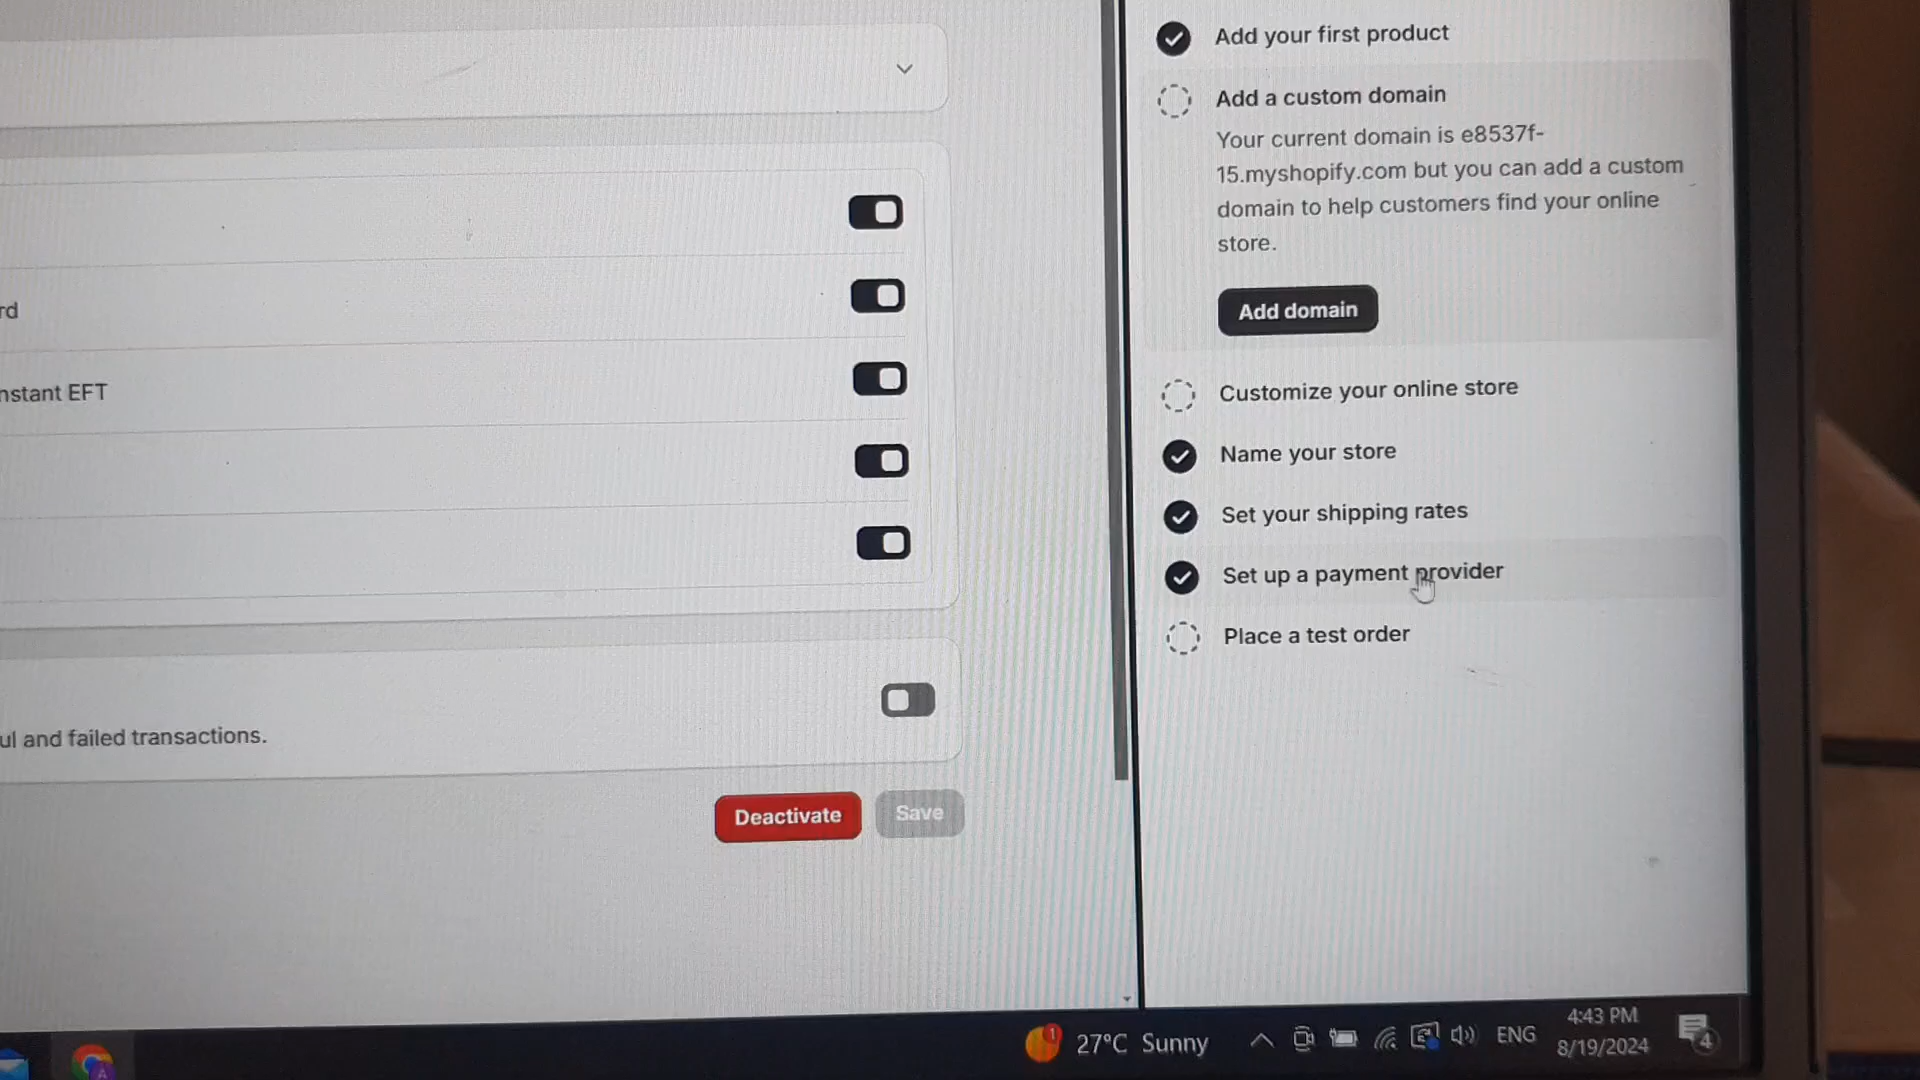 rd
nstant EFT
ul and failed transactions.
Deactivate
Save
Add your first product
Add a custom domain
Your current domain is e8537f-
15.myshopify.com but you can add a custom
domain to help customers find your online
store.
Add domain
Customize your online store
Name your store
Set your shipping rates
Set up a payment provider
Place a test order
1
27°C Sunny
ENG
4:43 PM
8/19/2024
4
A